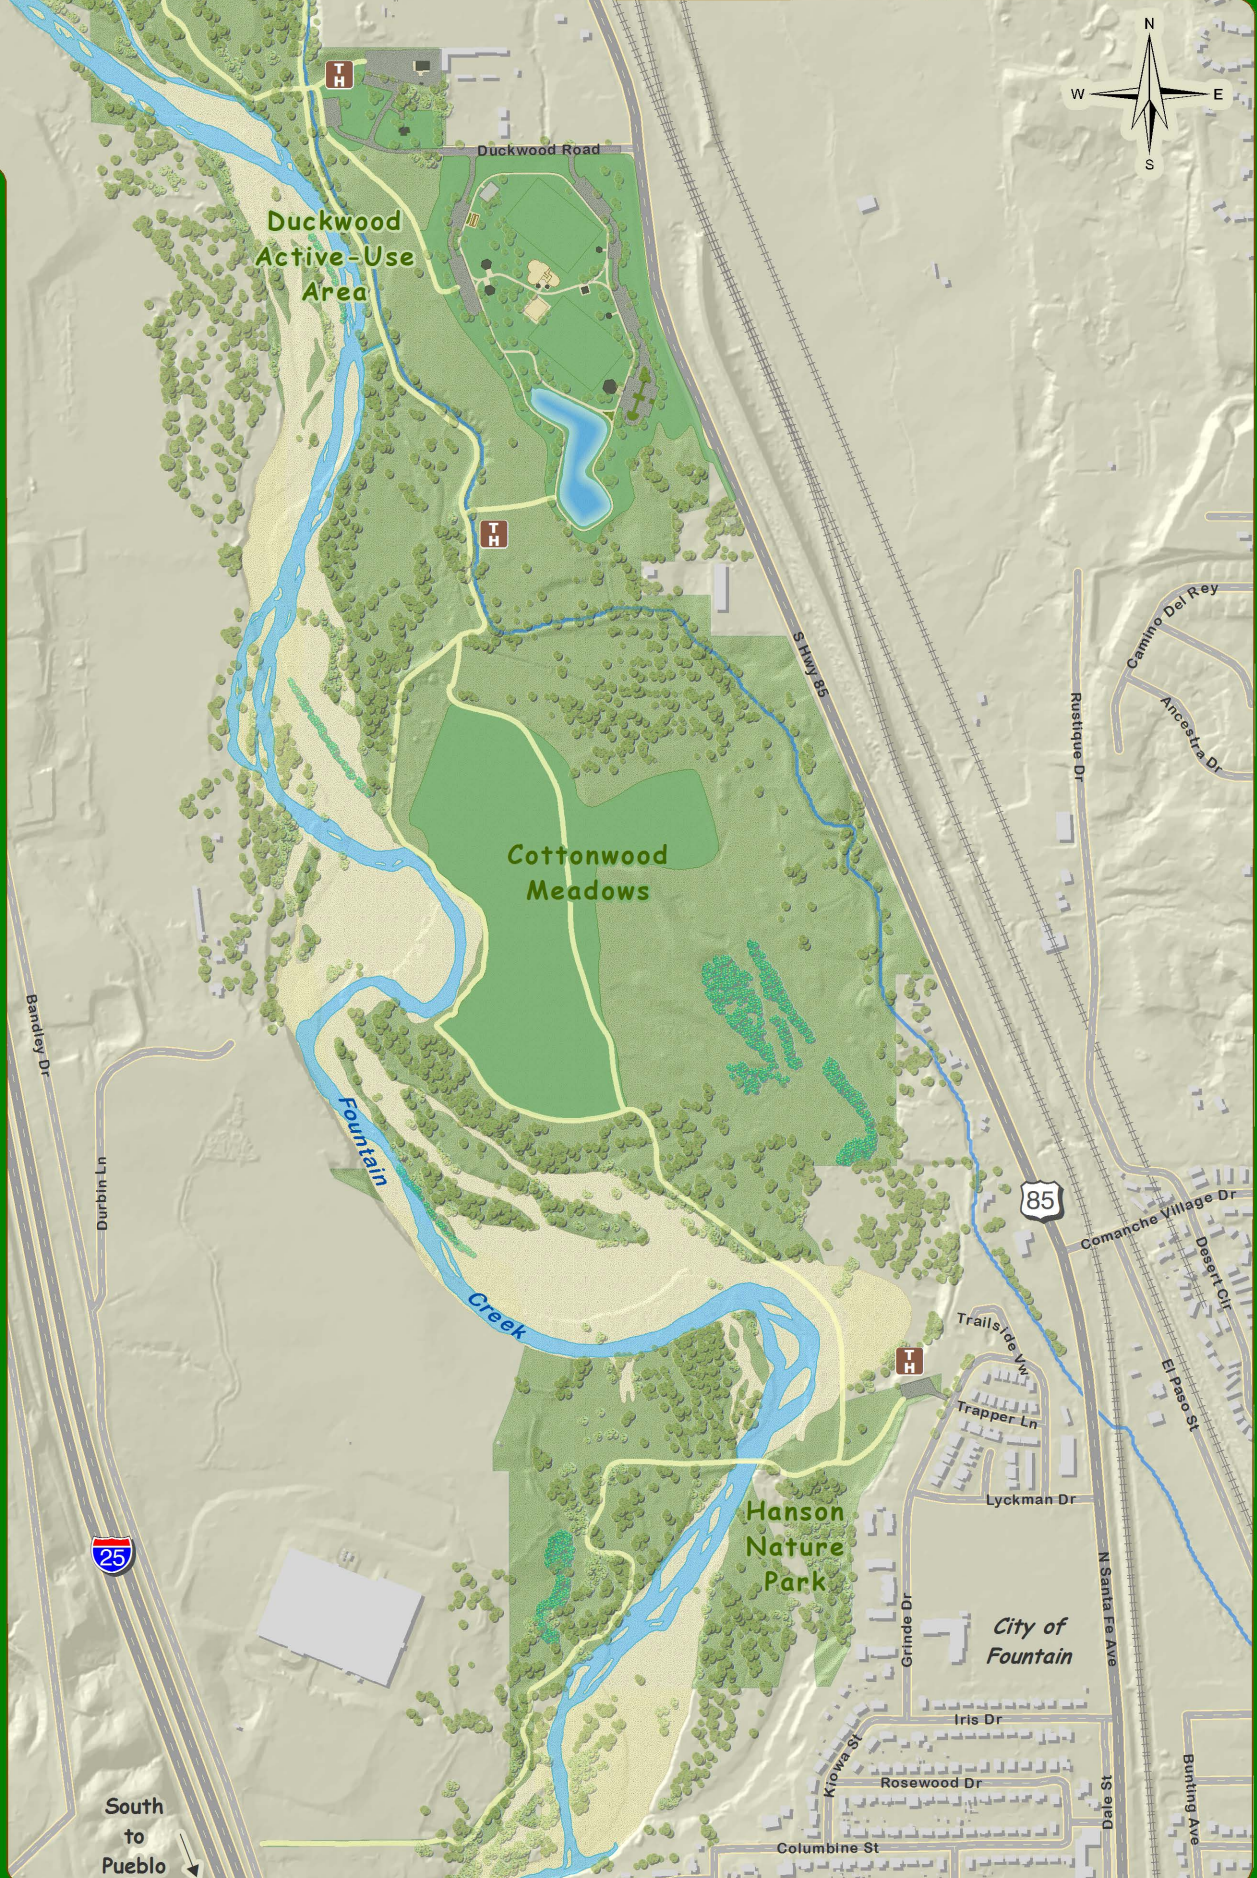 N
W E
S
T
H
Duckwood Road
Duckwood
Active-Use
Area
T
H
Camino Del Rey
S Hwy 85
Rustique Dr
Ancestra Dr
Cottonwood
Meadows
Bandley Dr
Fountain
Durbin Ln
85
Comanche Village Dr
Desert Cir
Creek
Trailside Vw
T
H
El Paso St
Trapper Ln
Lyckman Dr
Hanson
Nature
Park
25
N Santa Fe Ave
Grinde Dr
City of
Fountain
Iris Dr
Kiowa St
Rosewood Dr
Dale St
Bunting Ave
South
to
Pueblo
Columbine St